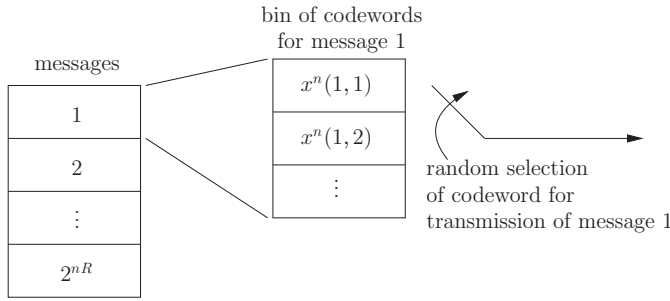 messages
1
2
⋮
2^{nR}
bin of codewords
for message 1
x^n(1, 1)
x^n(1, 2)
⋮
random selection
of codeword for
transmission of message 1